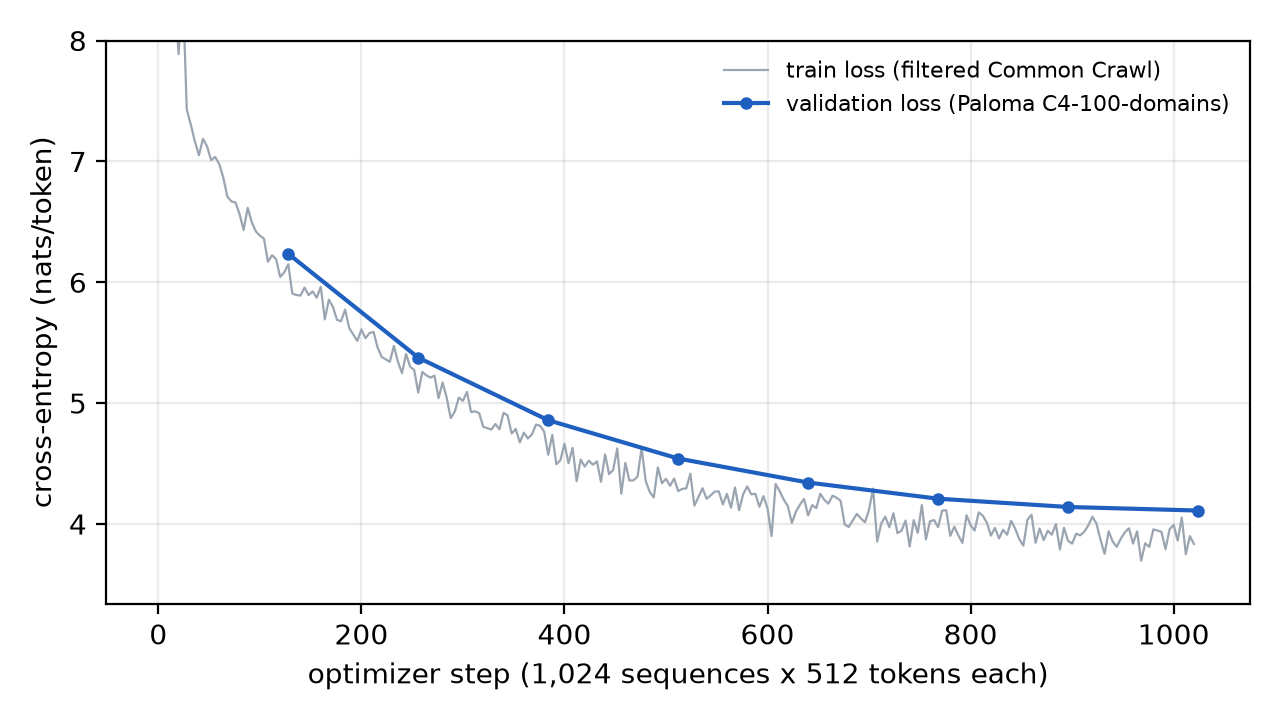 8
7
6
5
4
cross-entropy (nats/token)
train loss (filtered Common Crawl)
validation loss (Paloma C4-100-domains)
0 200 400 600 800 1000
optimizer step (1,024 sequences x 512 tokens each)